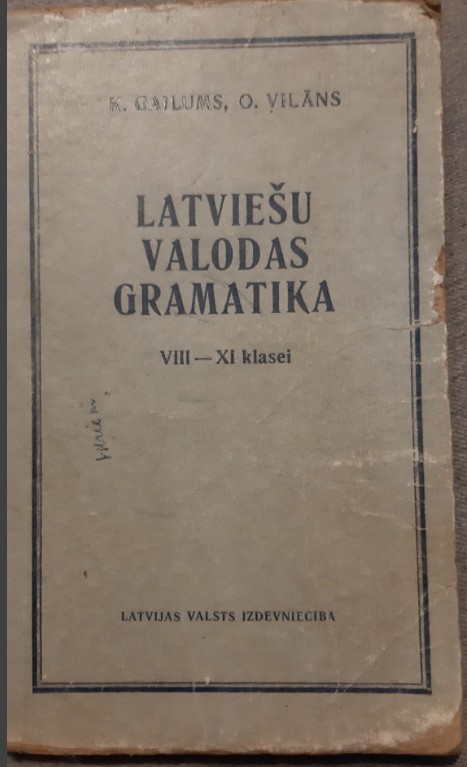 K. GAILUMS, O. VILĀNS
LATVIEŠU
VALODAS
GRAMATIKA
VIII — XI klasei
LATVIJAS VALSTS IZDEVNIECĪBA